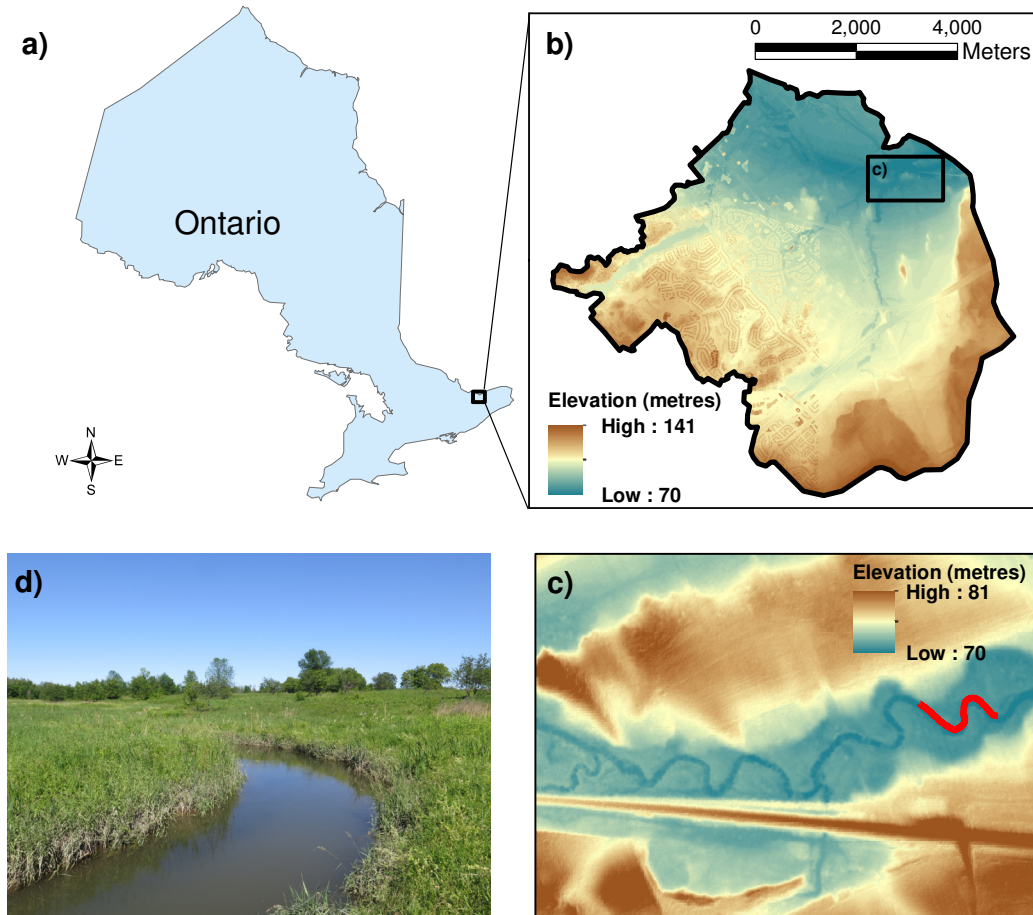 a)
Ontario
N
W E
S
b)
0 2,000 4,000
Meters
c)
Elevation (metres)
High : 141
Low : 70
d)
c)
Elevation (metres)
High : 81
Low : 70